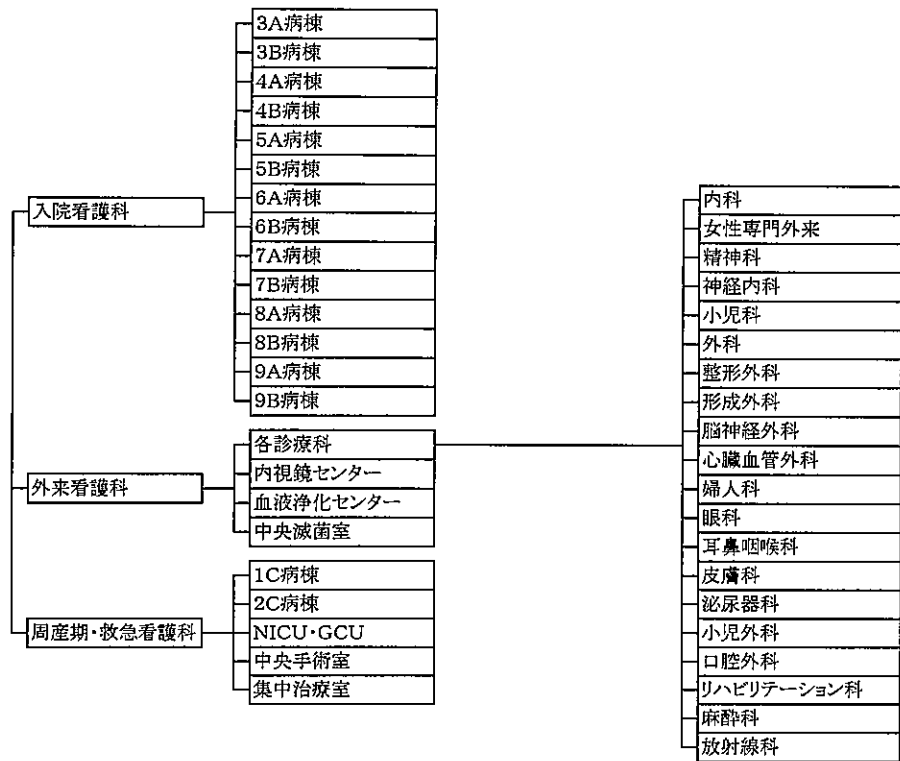 入院看護科
3A病棟
3B病棟
4A病棟
4B病棟
5A病棟
5B病棟
6A病棟
6B病棟
7A病棟
7B病棟
8A病棟
8B病棟
9A病棟
9B病棟
外来看護科
各診療科
内視鏡センター
血液浄化センター
中央滅菌室
内科
女性専門外来
精神科
神経内科
小児科
外科
整形外科
形成外科
脳神経外科
心臓血管外科
婦人科
眼科
耳鼻咽喉科
皮膚科
泌尿器科
小児外科
口腔外科
リハビリテーション科
麻酔科
放射線科
周産期・救急看護科
1C病棟
2C病棟
NICU・GCU
中央手術室
集中治療室